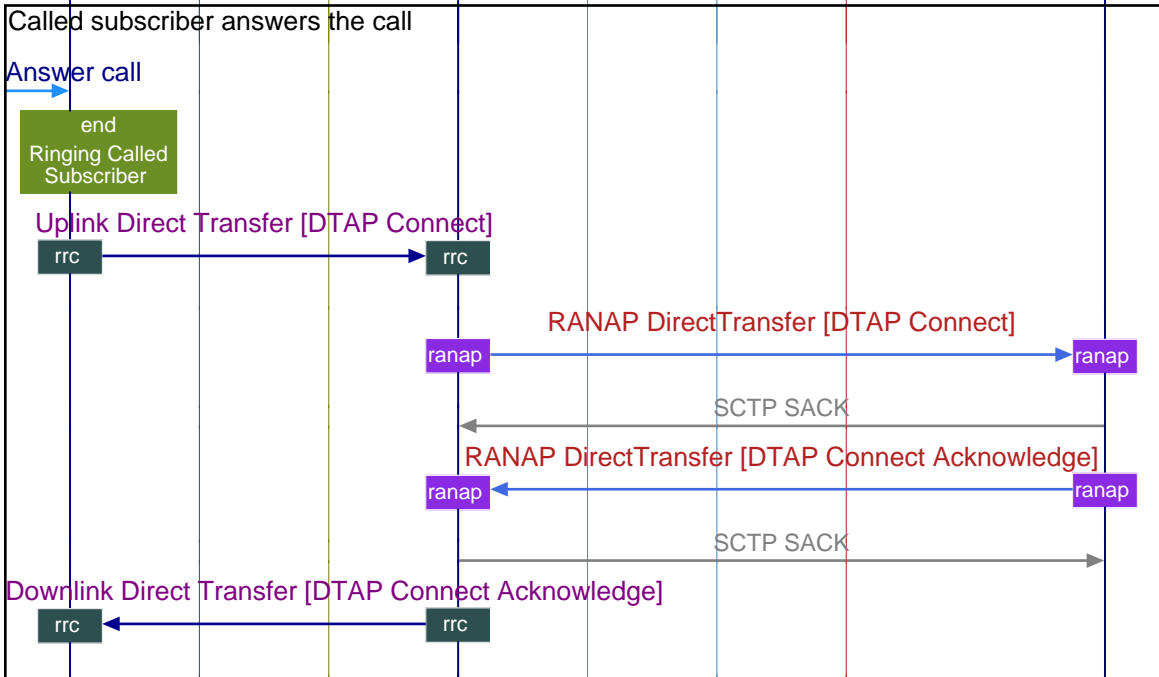 Called subscriber answers the call
Answer call
end
Ringing Called
Subscriber
Uplink Direct Transfer [DTAP Connect]
rrc
rrc
RANAP DirectTransfer [DTAP Connect]
ranap
ranap
SCTP SACK
RANAP DirectTransfer [DTAP Connect Acknowledge]
ranap
ranap
SCTP SACK
Downlink Direct Transfer [DTAP Connect Acknowledge]
rrc
rrc